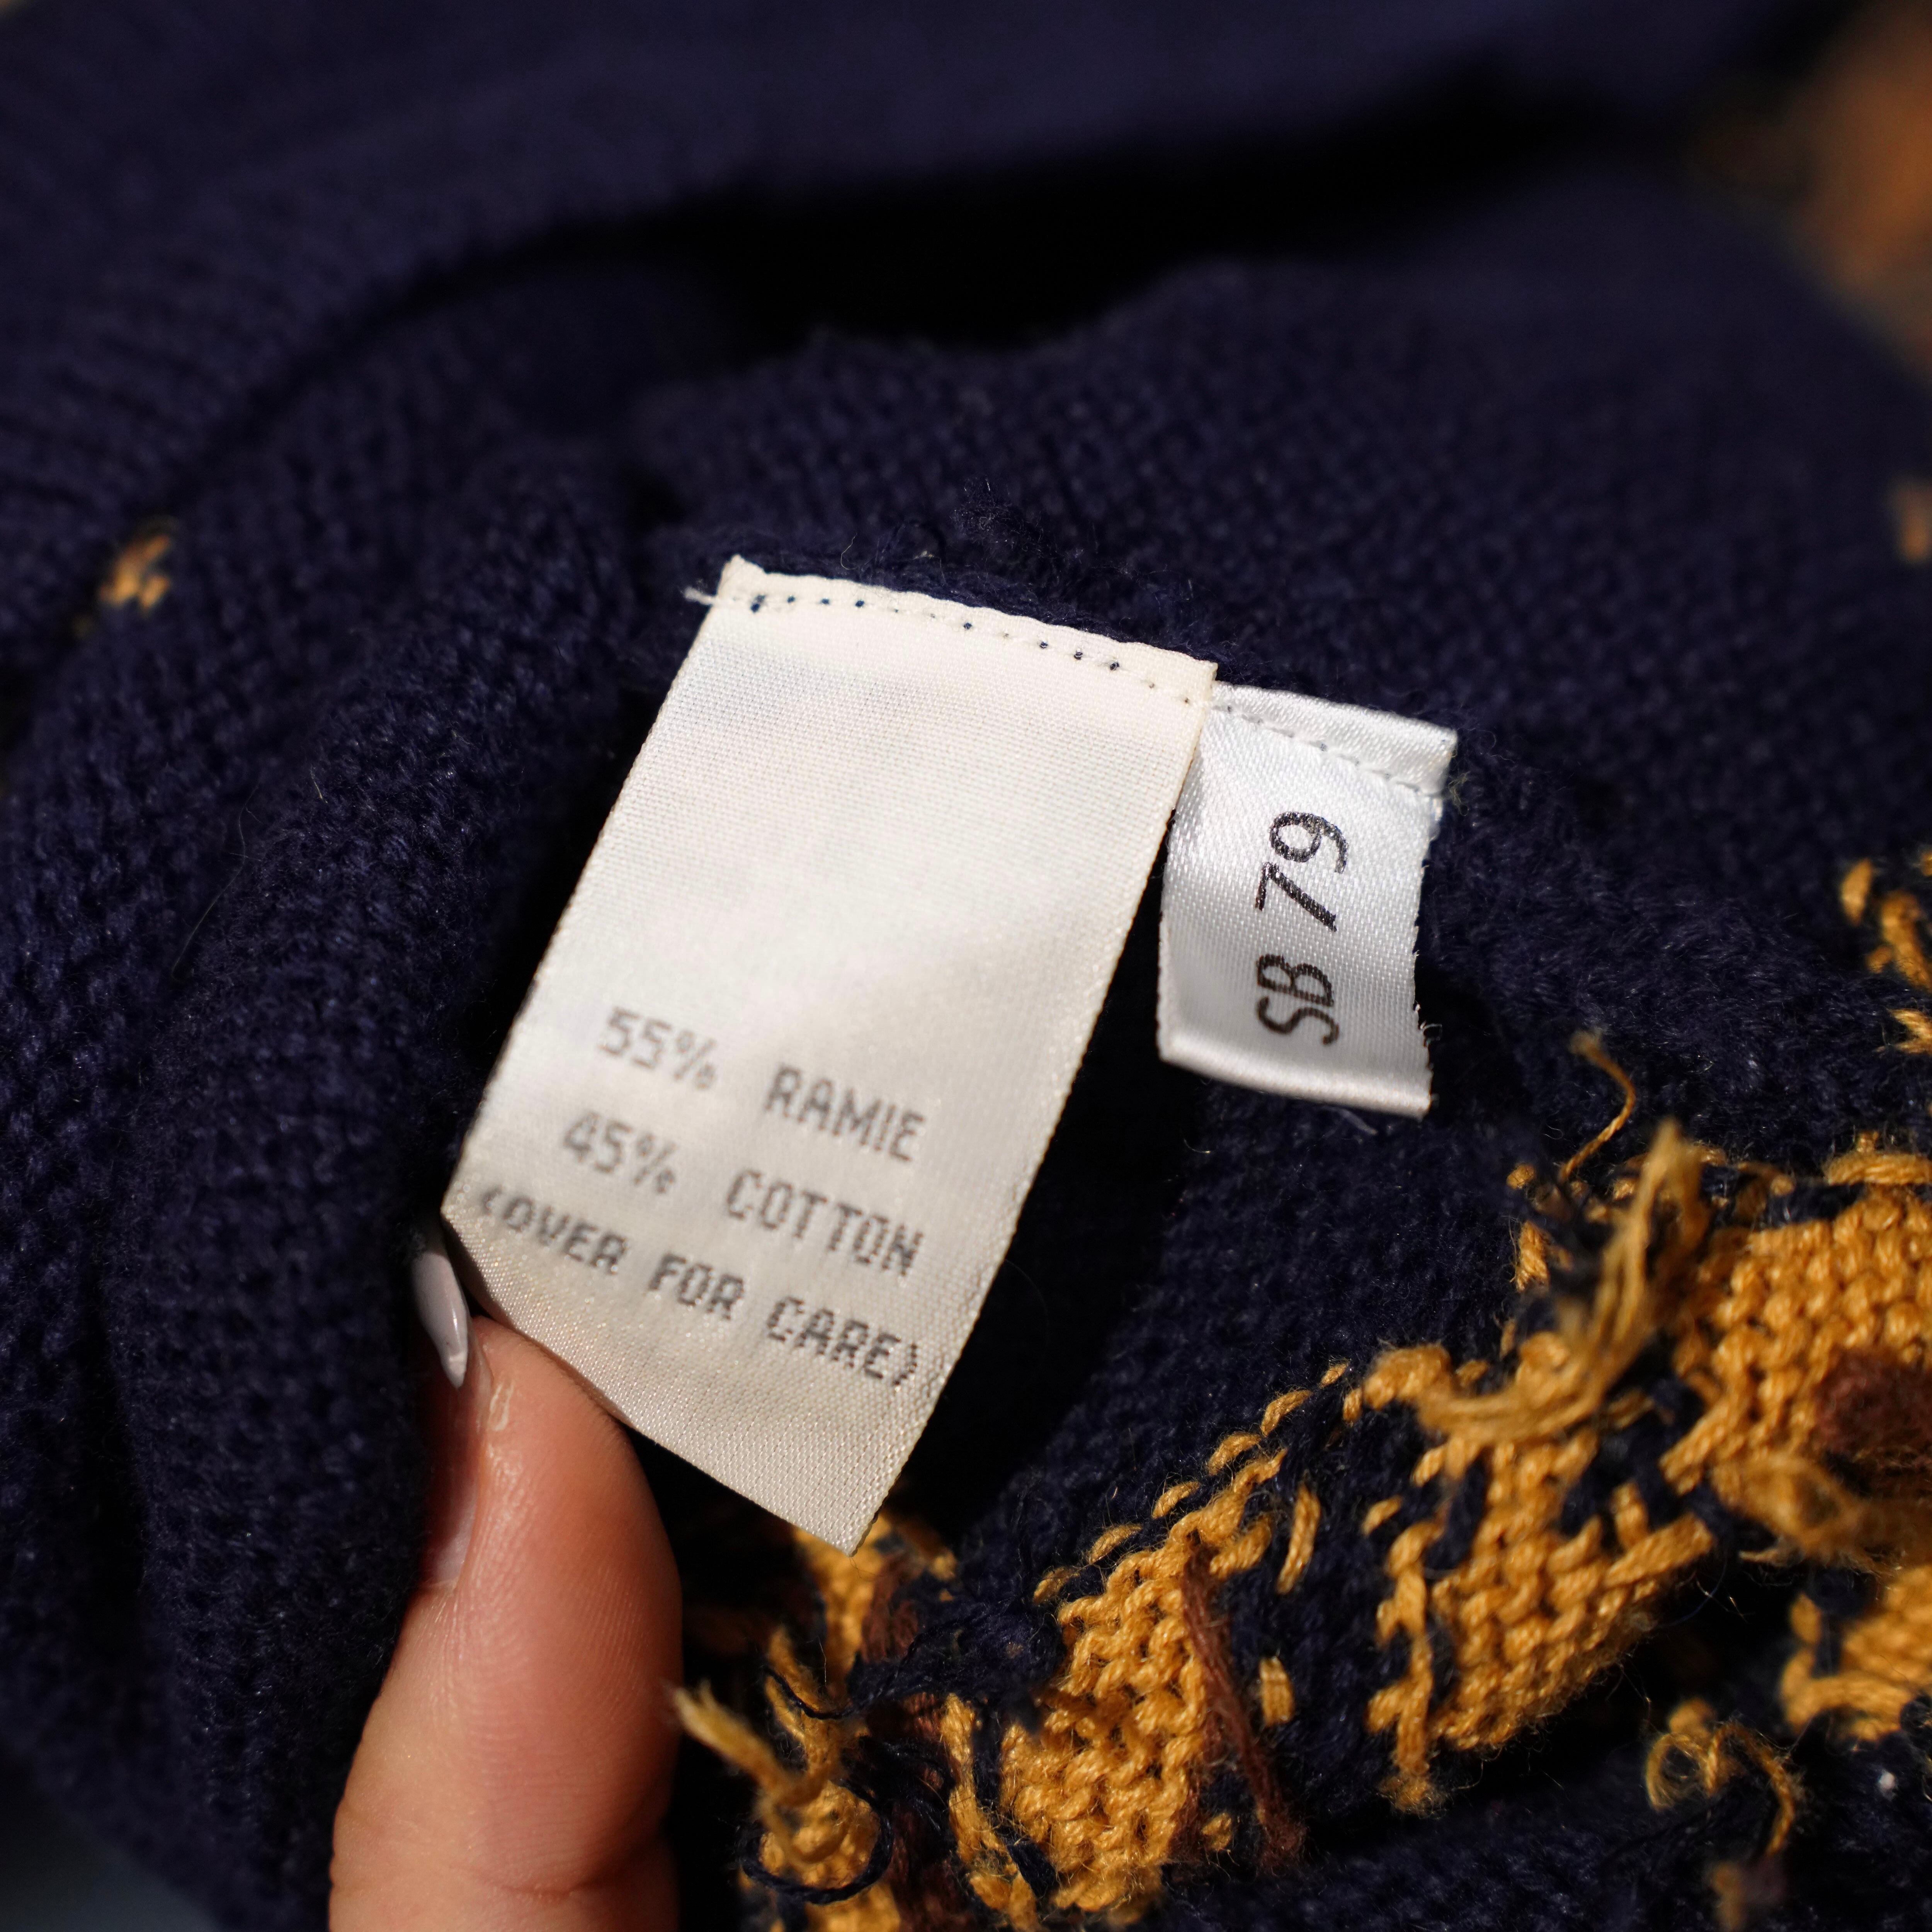 55% RAMIE
45% COTTON
(OVER FOR CARE)
SB 79